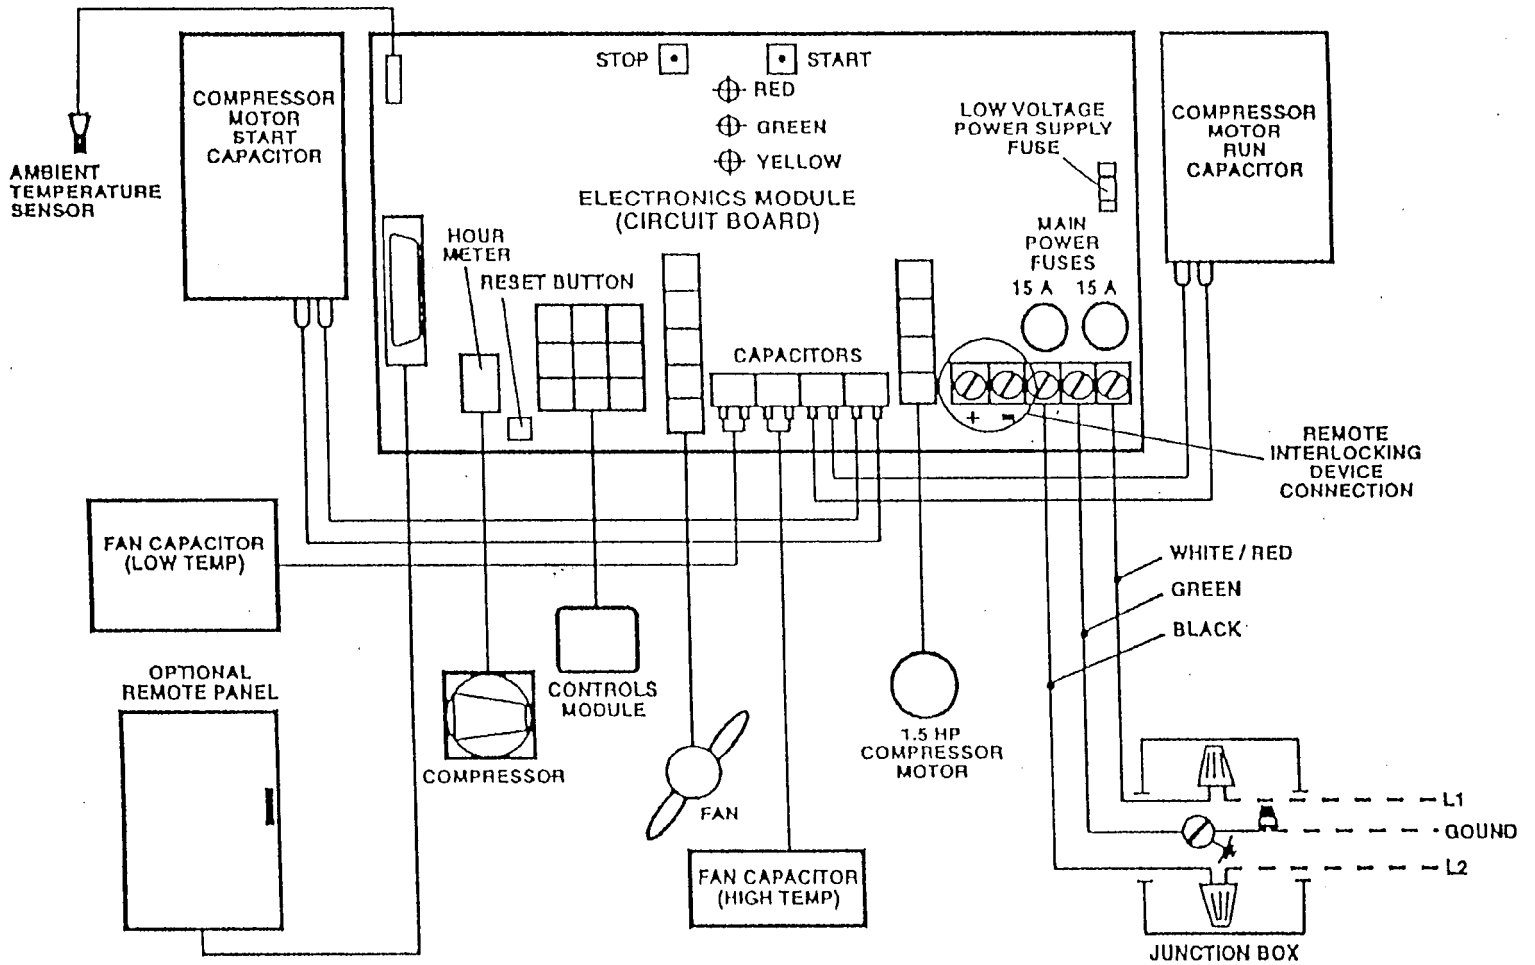 STOP
START
RED
GREEN
YELLOW
ELECTRONICS MODULE
(CIRCUIT BOARD)
COMPRESSOR
MOTOR
START
CAPACITOR
AMBIENT
TEMPERATURE
SENSOR
LOW VOLTAGE
POWER SUPPLY
FUSE
COMPRESSOR
MOTOR
RUN
CAPACITOR
HOUR
METER
RESET BUTTON
MAIN
POWER
FUSES
15 A 15 A
CAPACITORS
+ -
REMOTE
INTERLOCKING
DEVICE
CONNECTION
FAN CAPACITOR
(LOW TEMP)
WHITE / RED
GREEN
BLACK
OPTIONAL
REMOTE PANEL
CONTROLS
MODULE
COMPRESSOR
FAN
1.5 HP
COMPRESSOR
MOTOR
FAN CAPACITOR
(HIGH TEMP)
L1
GOUND
L2
JUNCTION BOX